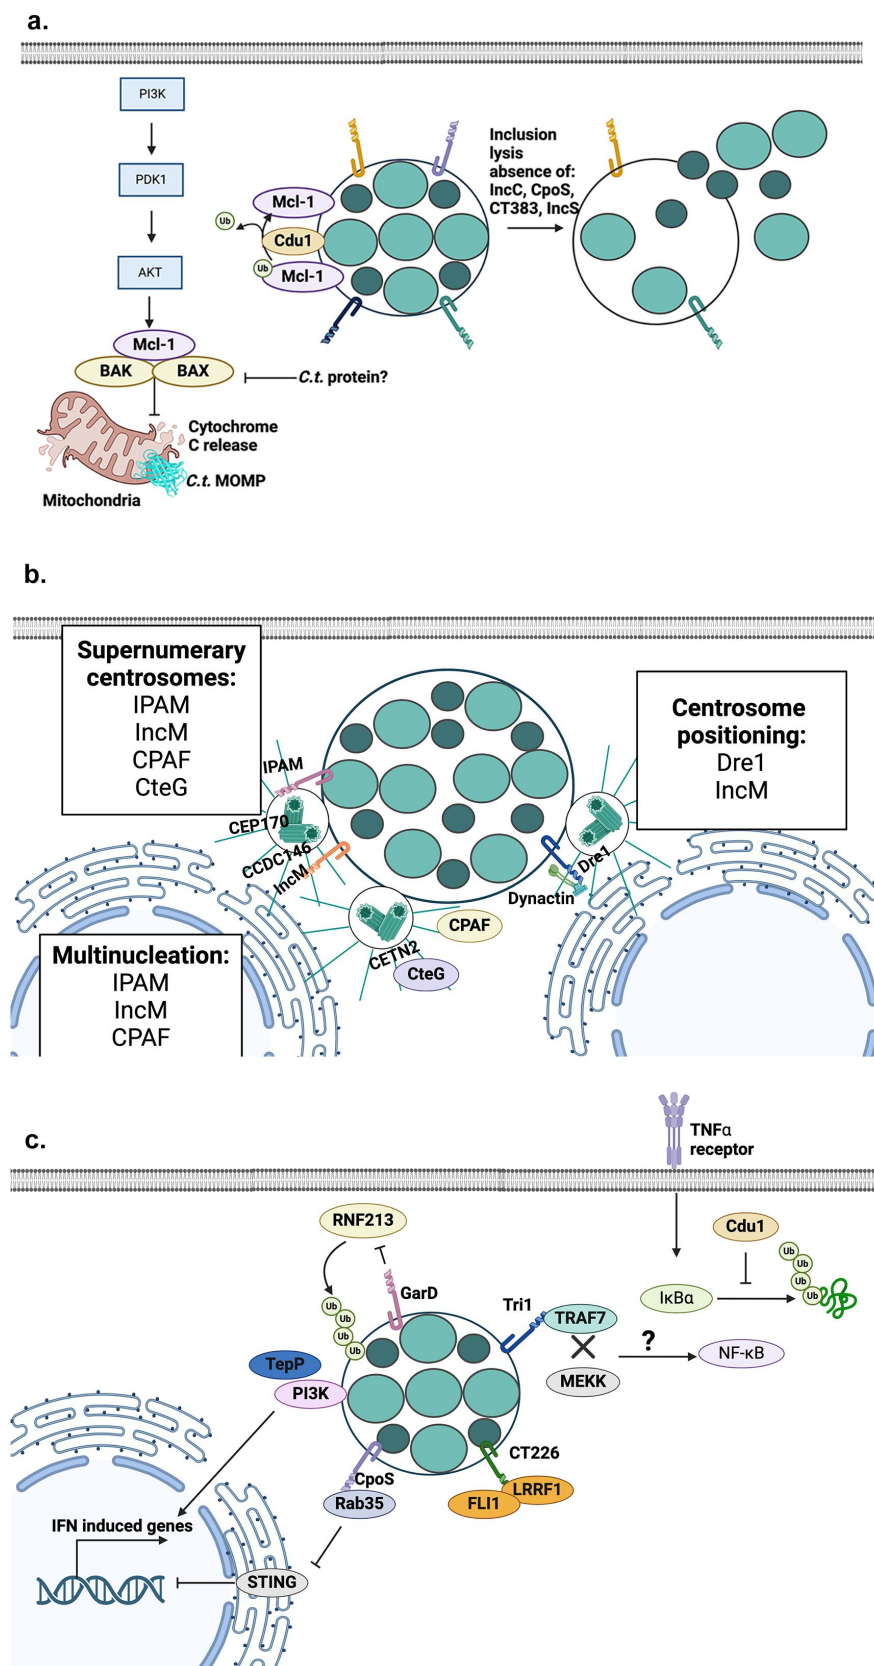 a.
PI3K
PDK1
AKT
Mcl-1
BAK
BAX
C.t. protein?
Cytochrome
C release
C.t. MOMP
Mitochondria
Mcl-1
Ub
Cdu1
Ub
Mcl-1
Inclusion
lysis
absence of:
IncC, CpoS,
CT383, IncS
b.
Supernumerary
centrosomes:
IPAM
IncM
CPAF
CteG
Centrosome
positioning:
Dre1
IncM
IPAM
CEP170
CCDC146
IncM
Dre1
Dynactin
CPAF
CETN2
CteG
Multinucleation:
IPAM
IncM
CPAF
c.
TNFα
receptor
RNF213
Cdu1
Ub
Ub
Ub
Ub
IκBα
GarD
Ub
Ub
Ub
Ub
Tri1
TRAF7
MEKK
?
NF-κB
TepP
PI3K
CpoS
Rab35
CT226
LRRF1
FLI1
IFN induced genes
STING